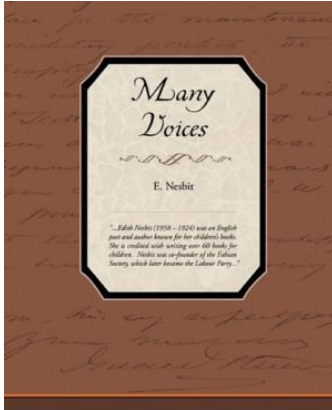 Many
Voices
E. Nesbit
"...Edith Nesbit (1958 – 1924) was an English
poet and author known for her children's books.
She is credited with writing over 60 books for
children. Nesbit was co-founder of the Fabian
Society, which later became the Labour Party..."